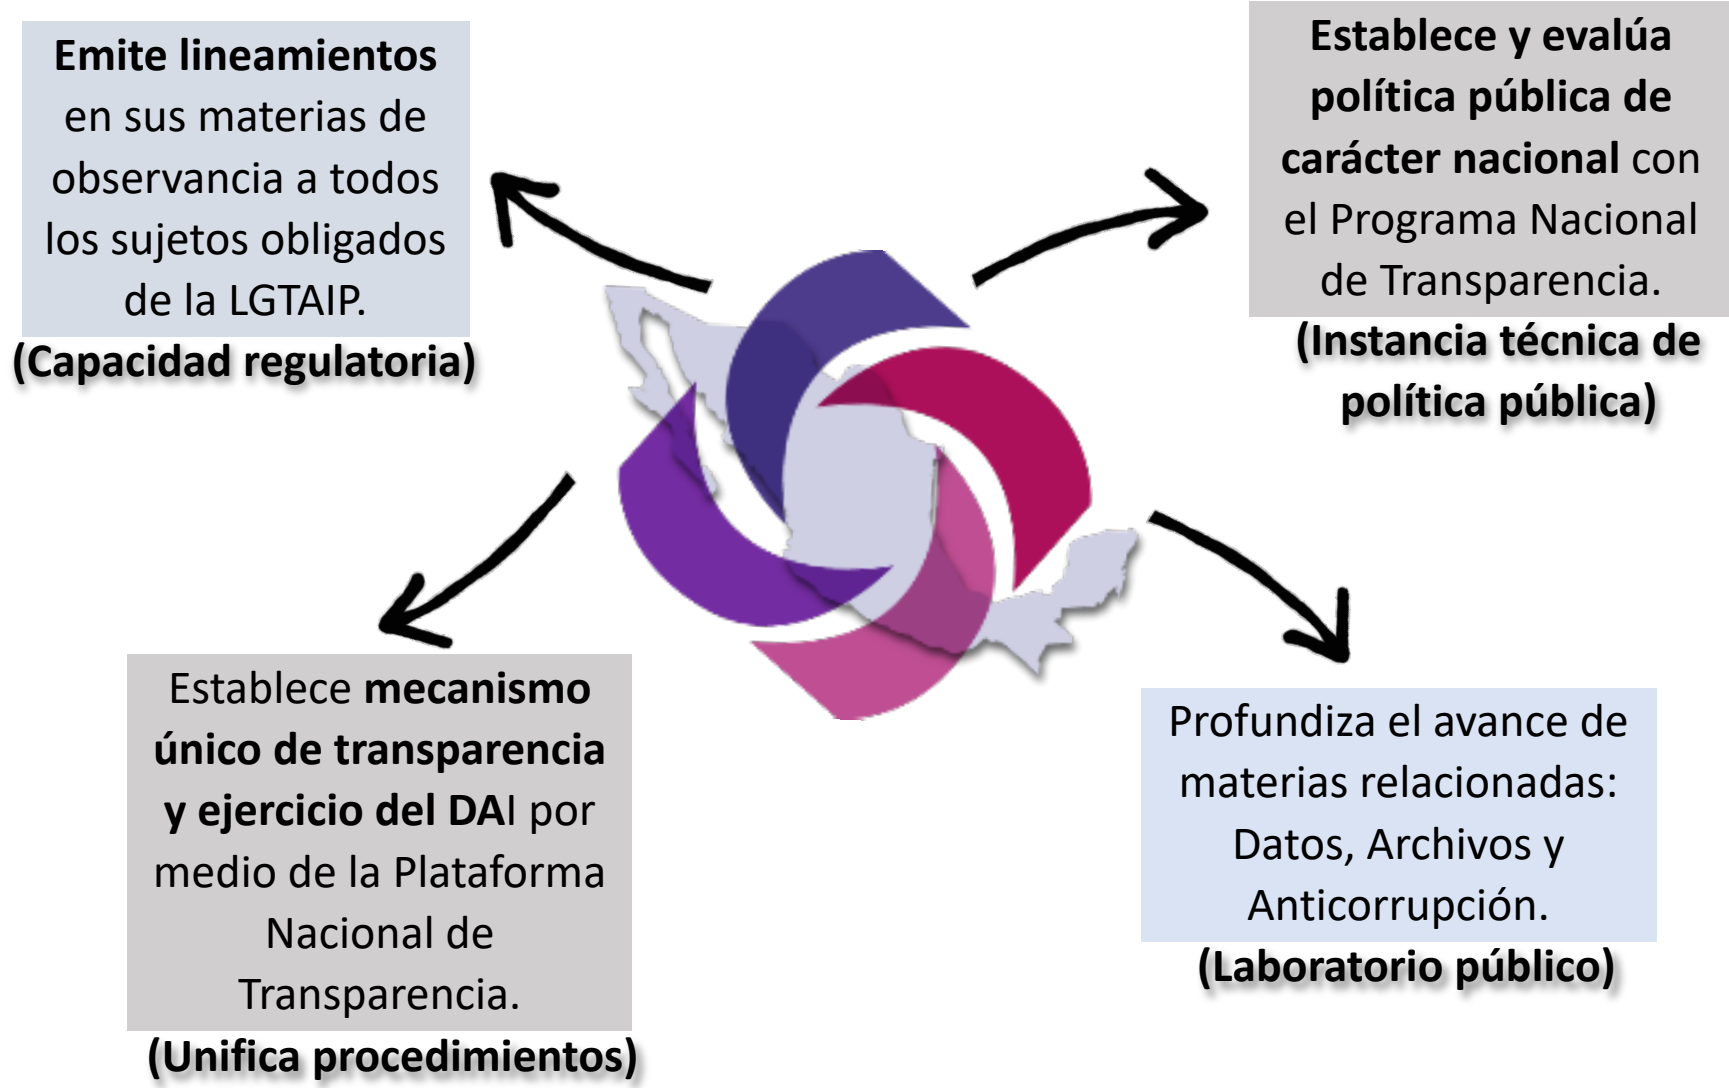 Emite lineamientos
en sus materias de
observancia a todos
los sujetos obligados
de la LGTAIP.
(Capacidad regulatoria)
Establece y evalúa
política pública de
carácter nacional con
el Programa Nacional
de Transparencia.
(Instancia técnica de
política pública)
Establece mecanismo
único de transparencia
y ejercicio del DAI por
medio de la Plataforma
Nacional de
Transparencia.
(Unifica procedimientos)
Profundiza el avance de
materias relacionadas:
Datos, Archivos y
Anticorrupción.
(Laboratorio público)